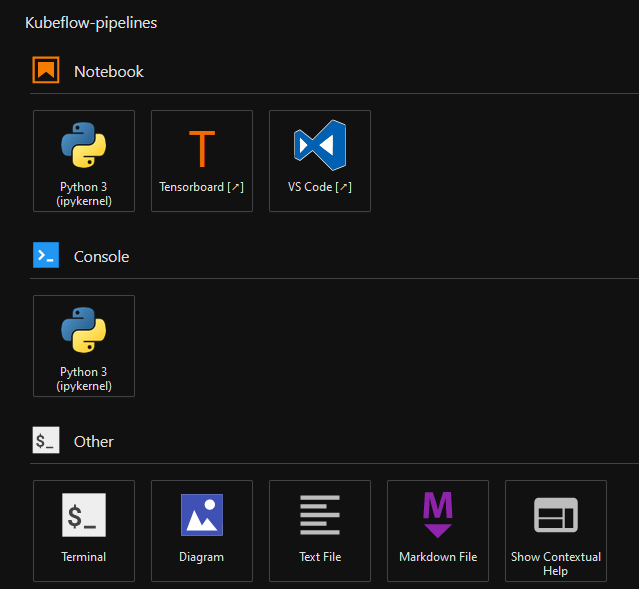 Kubeflow-pipelines
Notebook
Python 3
(ipykernel)
Tensorboard [↗]
VS Code [↗]
Console
Python 3
(ipykernel)
$_
Other
$_
Terminal
Diagram
Text File
M
Markdown File
Show Contextual
Help